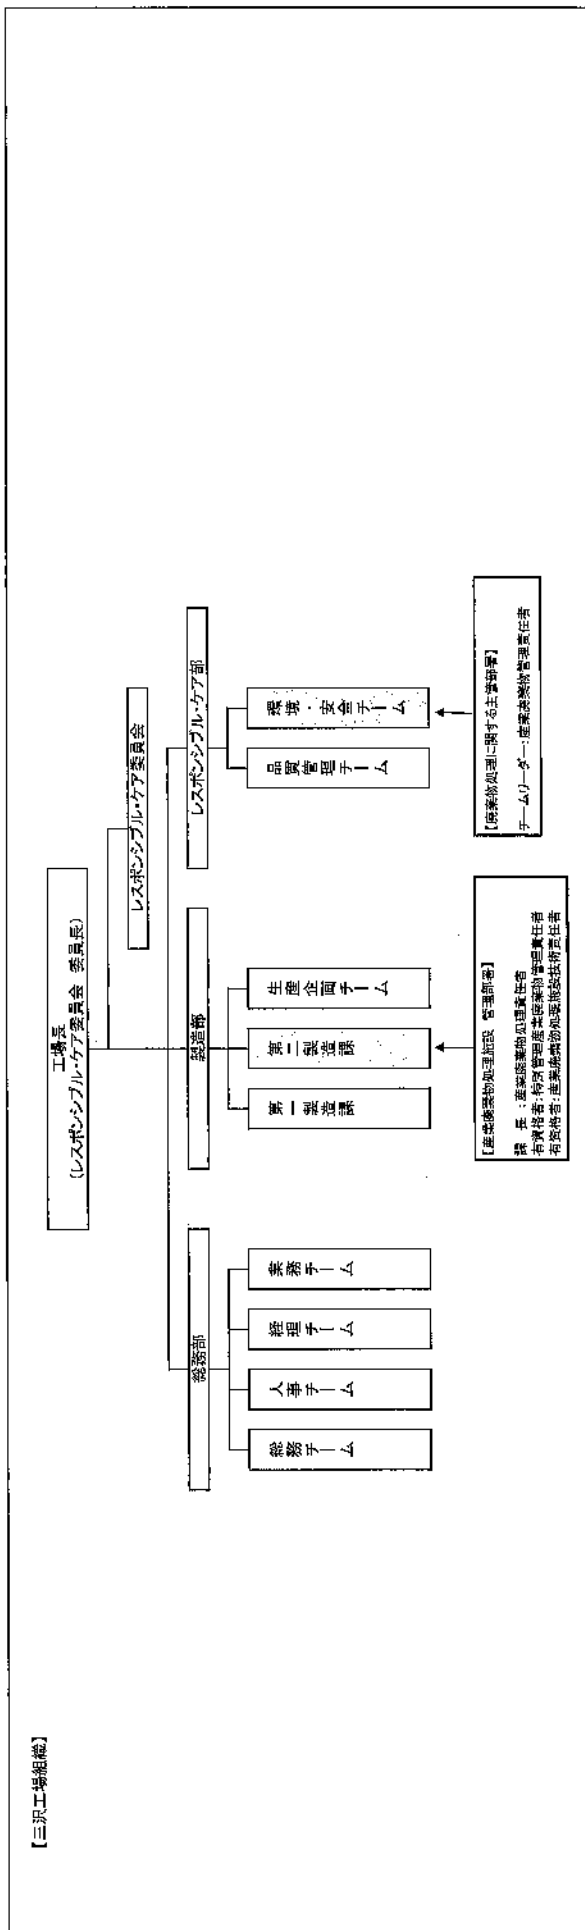 【三沢工場組織】
工場長
(レスポンシブル・ケア委員会 委員長)
レスポンシブル・ケア委員会
総務部
製造部
レスポンシブル・ケア部
総務チーム
人事チーム
経理チーム
業務チーム
第一製造課
第二製造課
生産企画チーム
品質管理チーム
環境・安全チーム
【産業廃棄物処理施設 管理部署】
課 長:産業廃棄物処理責任者
有資格者:特別管理産業廃棄物管理責任者
有資格者:産業廃棄物処理施設技術責任者
【廃棄物処理に関する主管部署】
チームリーダー:産業廃棄物管理責任者